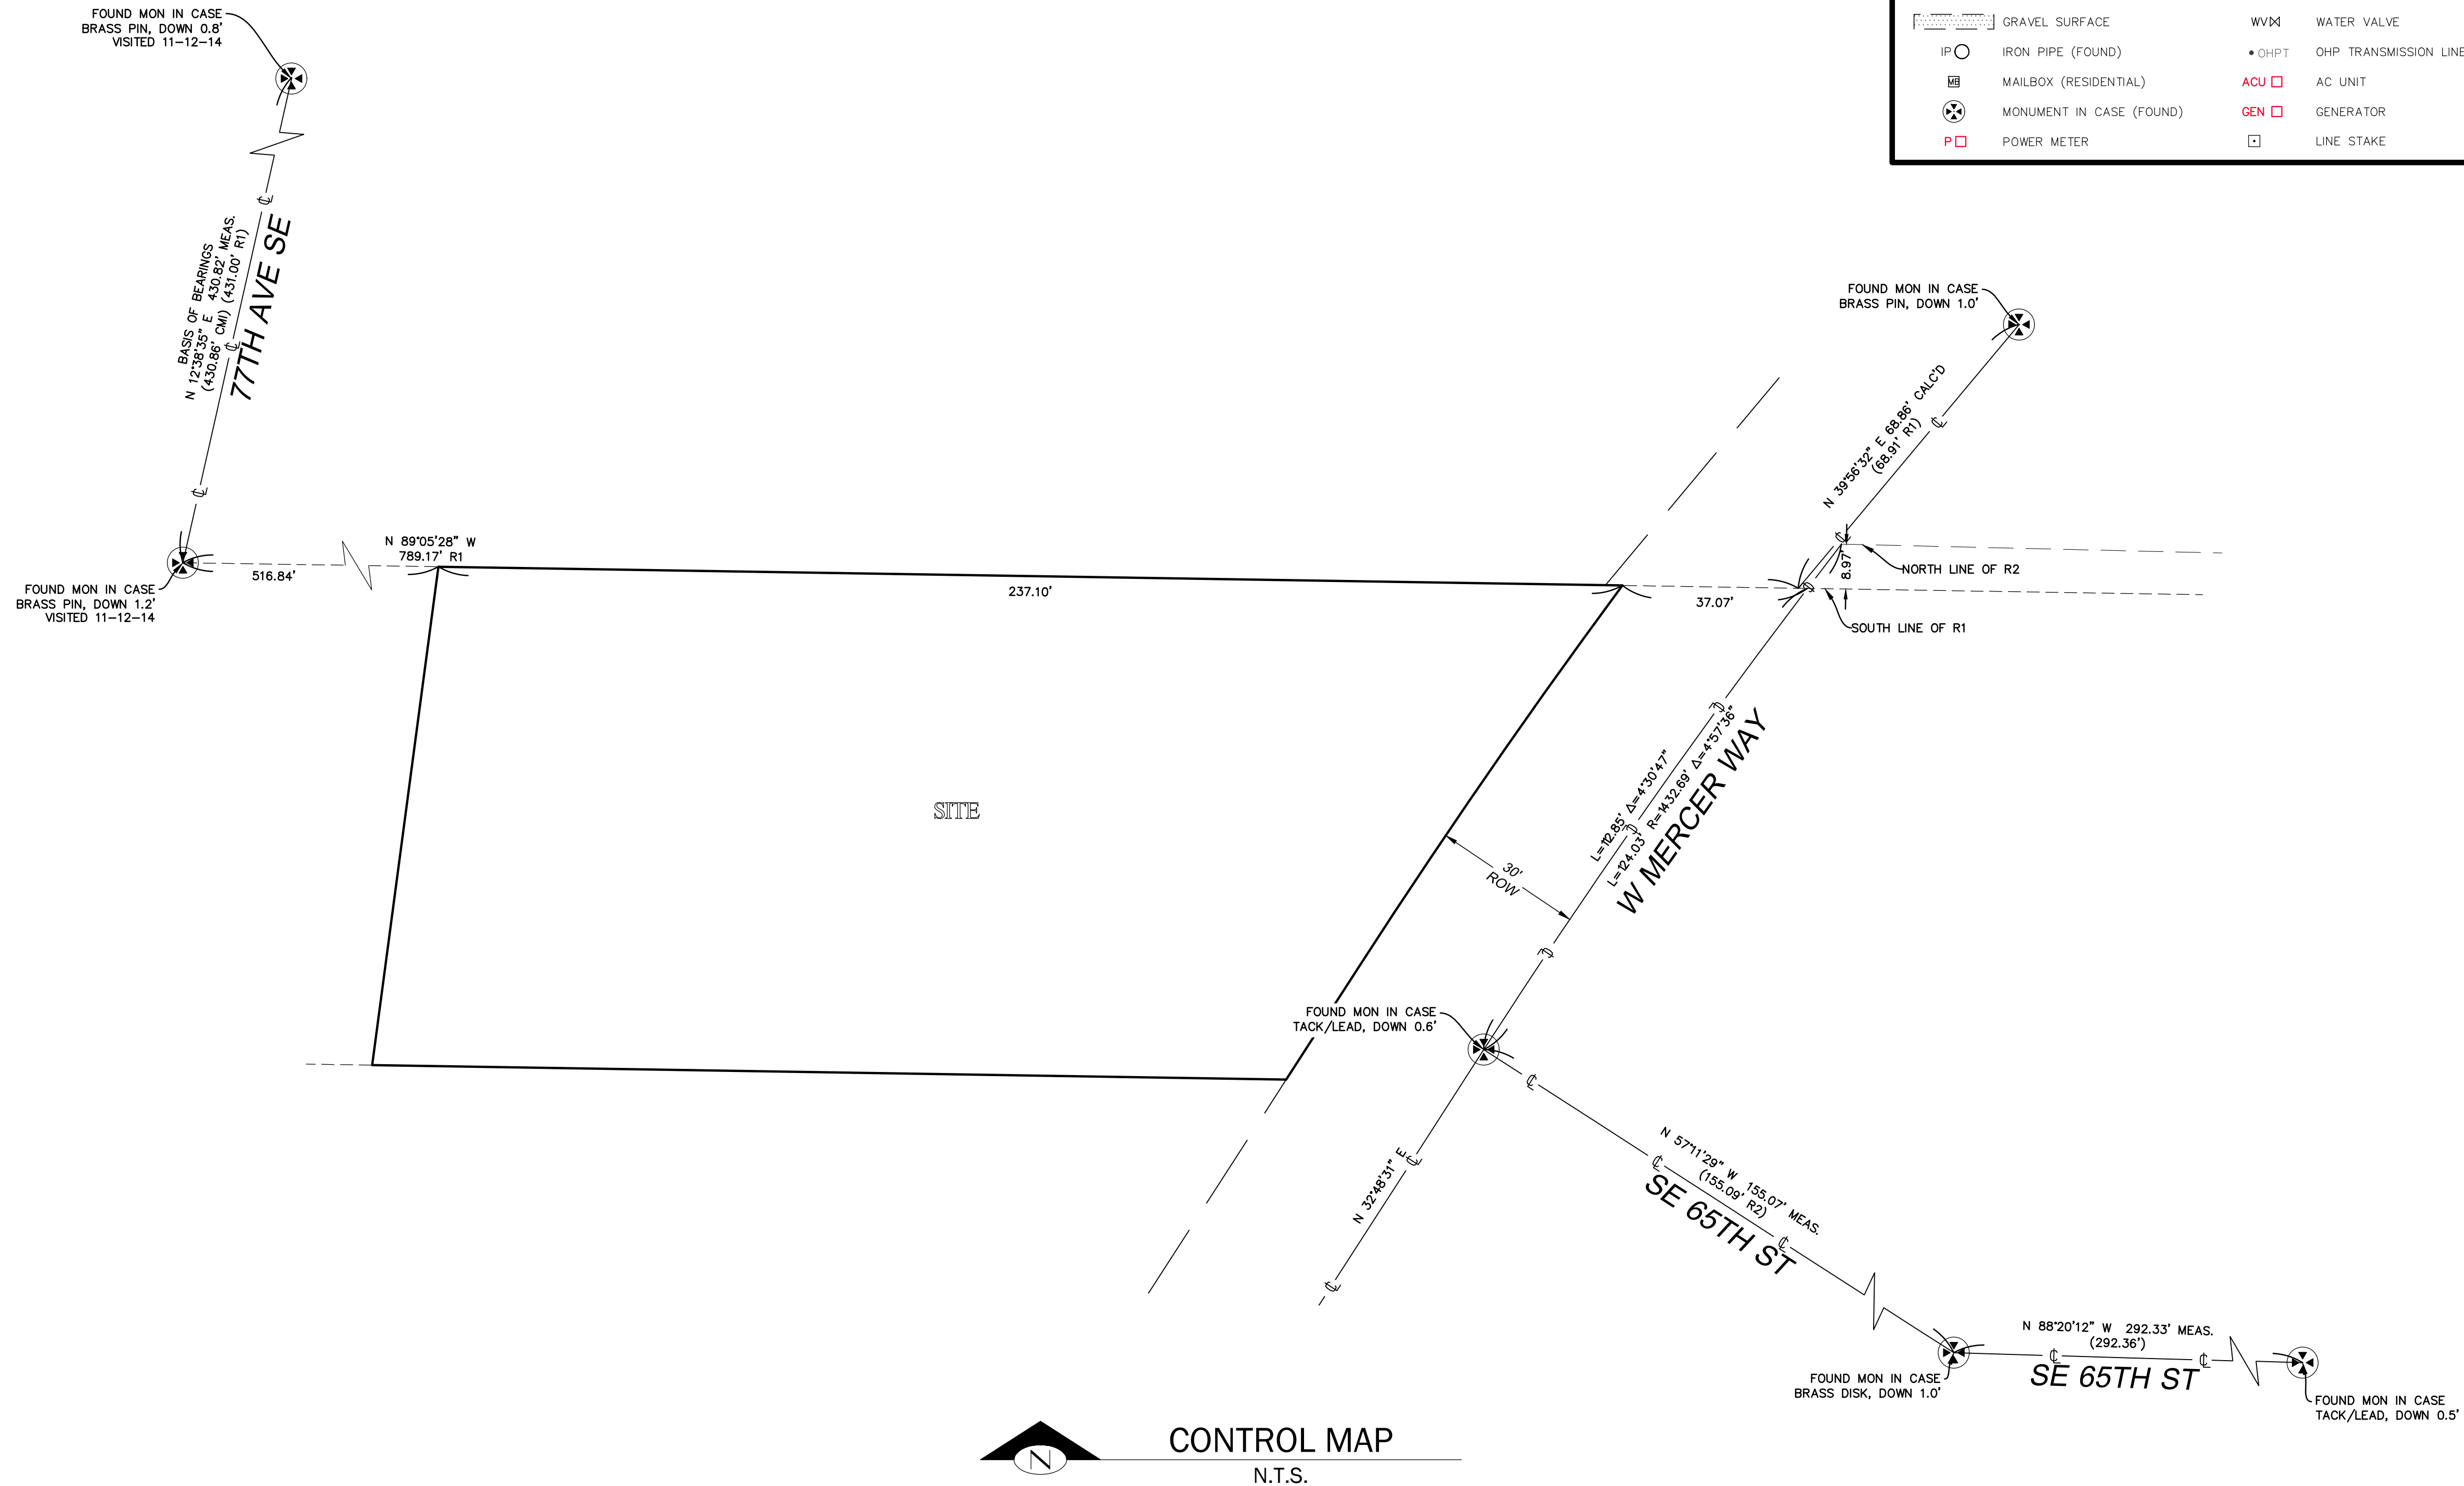 FOUND MON IN CASE
BRASS PIN, DOWN 0.8'
VISITED 11-12-14
GRAVEL SURFACE
WV
WATER VALVE
IP
IRON PIPE (FOUND)
OHPT
OHP TRANSMISSION LINE
MB
MAILBOX (RESIDENTIAL)
ACU
AC UNIT
MONUMENT IN CASE (FOUND)
GEN
GENERATOR
P
POWER METER
LINE STAKE
BASIS OF BEARINGS
N 12°38'35" E 430.82' MEAS.
(430.86' CMI) (431.00' R1)
77TH AVE SE
FOUND MON IN CASE
BRASS PIN, DOWN 1.0'
N 39°56'32" E 68.86' CALC'D
(68.91' R1)
N 89°05'28" W
789.17' R1
516.84'
FOUND MON IN CASE
BRASS PIN, DOWN 1.2'
VISITED 11-12-14
237.10'
37.07'
8.97'
NORTH LINE OF R2
SOUTH LINE OF R1
SITE
L=112.85' Δ=4°30'47"
L=124.03' R=1432.69' Δ=4°57'36"
W MERCER WAY
30'
ROW
FOUND MON IN CASE
TACK/LEAD, DOWN 0.6'
N 32°48'31" E
N 57°11'29" W 155.07' MEAS.
(155.09' R2)
SE 65TH ST
N 88°20'12" W 292.33' MEAS.
(292.36')
SE 65TH ST
FOUND MON IN CASE
BRASS DISK, DOWN 1.0'
FOUND MON IN CASE
TACK/LEAD, DOWN 0.5'
N
CONTROL MAP
N.T.S.